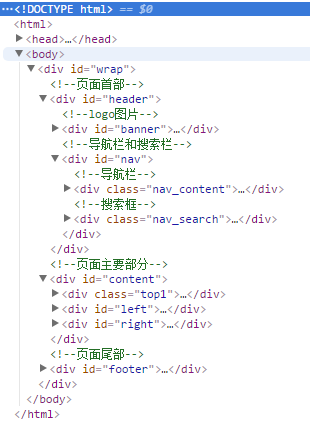 ...<!DOCTYPE html> == $0
<html>
▶<head>…</head>
▼<body>
▼<div id="wrap">
<!--页面首部-->
▼<div id="header">
<!--logo图片-->
▶<div id="banner">…</div>
<!--导航栏和搜索栏-->
▼<div id="nav">
<!--导航栏-->
▶<div class="nav_content">…</div>
<!--搜索框-->
▶<div class="nav_search">…</div>
</div>
</div>
<!--页面主要部分-->
▼<div id="content">
▶<div class="top1">…</div>
▶<div id="left">…</div>
▶<div id="right">…</div>
</div>
<!--页面尾部-->
▶<div id="footer">…</div>
</div>
</body>
</html>